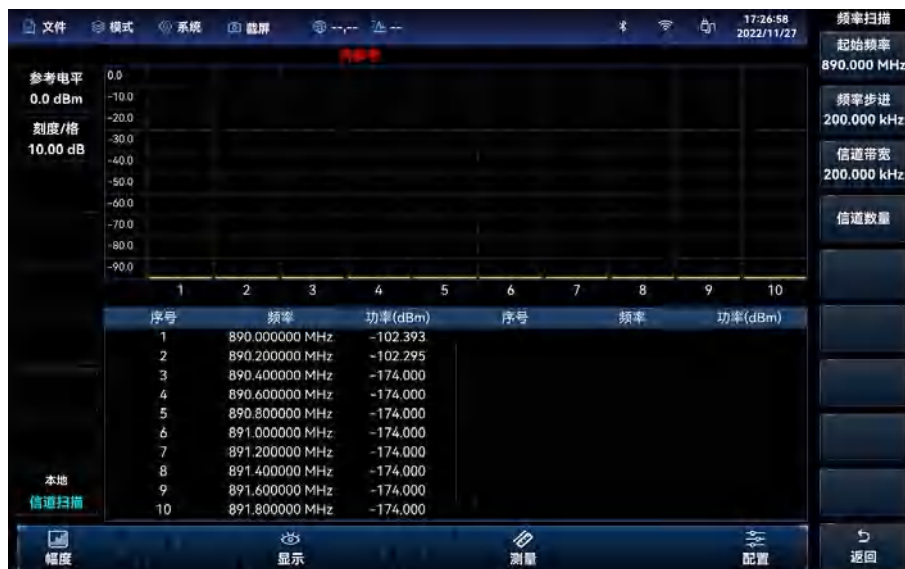 文件 模式 系统 截屏 --,-- -- 17:26:58
2022/11/27
频率扫描
起始频率
890.000 MHz
频率步进
200.000 kHz
信道带宽
200.000 kHz
信道数量
参考电平
0.0 dBm
刻度/格
10.00 dB
0.0
-10.0
-20.0
-30.0
-40.0
-50.0
-60.0
-70.0
-80.0
-90.0
1 2 3 4 5 6 7 8 9 10
序号 频率 功率(dBm) 序号 频率 功率(dBm)
1 890.000000 MHz -102.393
2 890.200000 MHz -102.295
3 890.400000 MHz -174.000
4 890.600000 MHz -174.000
5 890.800000 MHz -174.000
6 891.000000 MHz -174.000
7 891.200000 MHz -174.000
8 891.400000 MHz -174.000
9 891.600000 MHz -174.000
10 891.800000 MHz -174.000
本地
信道扫描
幅度 显示 测量 配置 返回